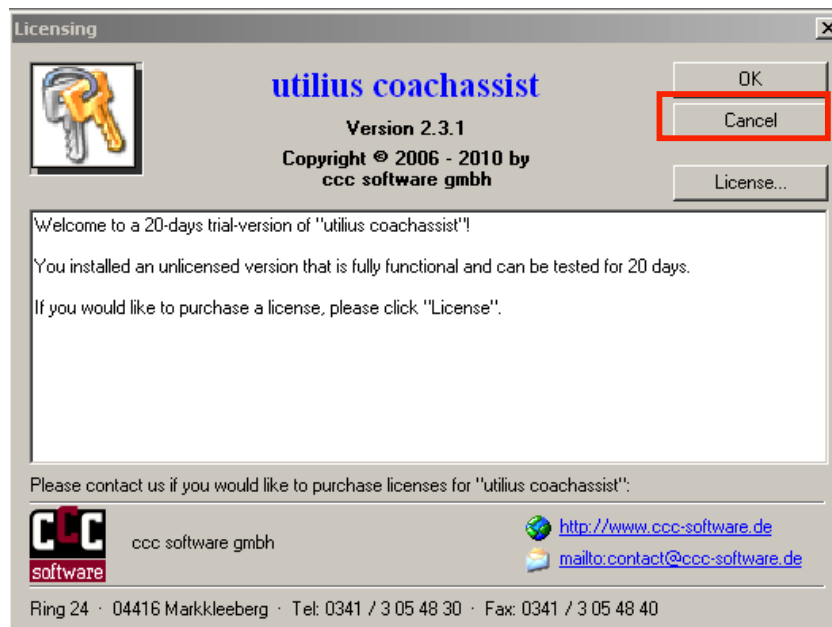 Licensing
utilius coachassist
Version 2.3.1
Copyright © 2006 - 2010 by
ccc software gmbh
OK
Cancel
License...
Welcome to a 20-days trial-version of "utilius coachassist"!
You installed an unlicensed version that is fully functional and can be tested for 20 days.
If you would like to purchase a license, please click "License".
Please contact us if you would like to purchase licenses for "utilius coachassist":
CCC
software
ccc software gmbh
http://www.ccc-software.de
mailto:contact@ccc-software.de
Ring 24 · 04416 Markkleeberg · Tel: 0341 / 3 05 48 30 · Fax: 0341 / 3 05 48 40